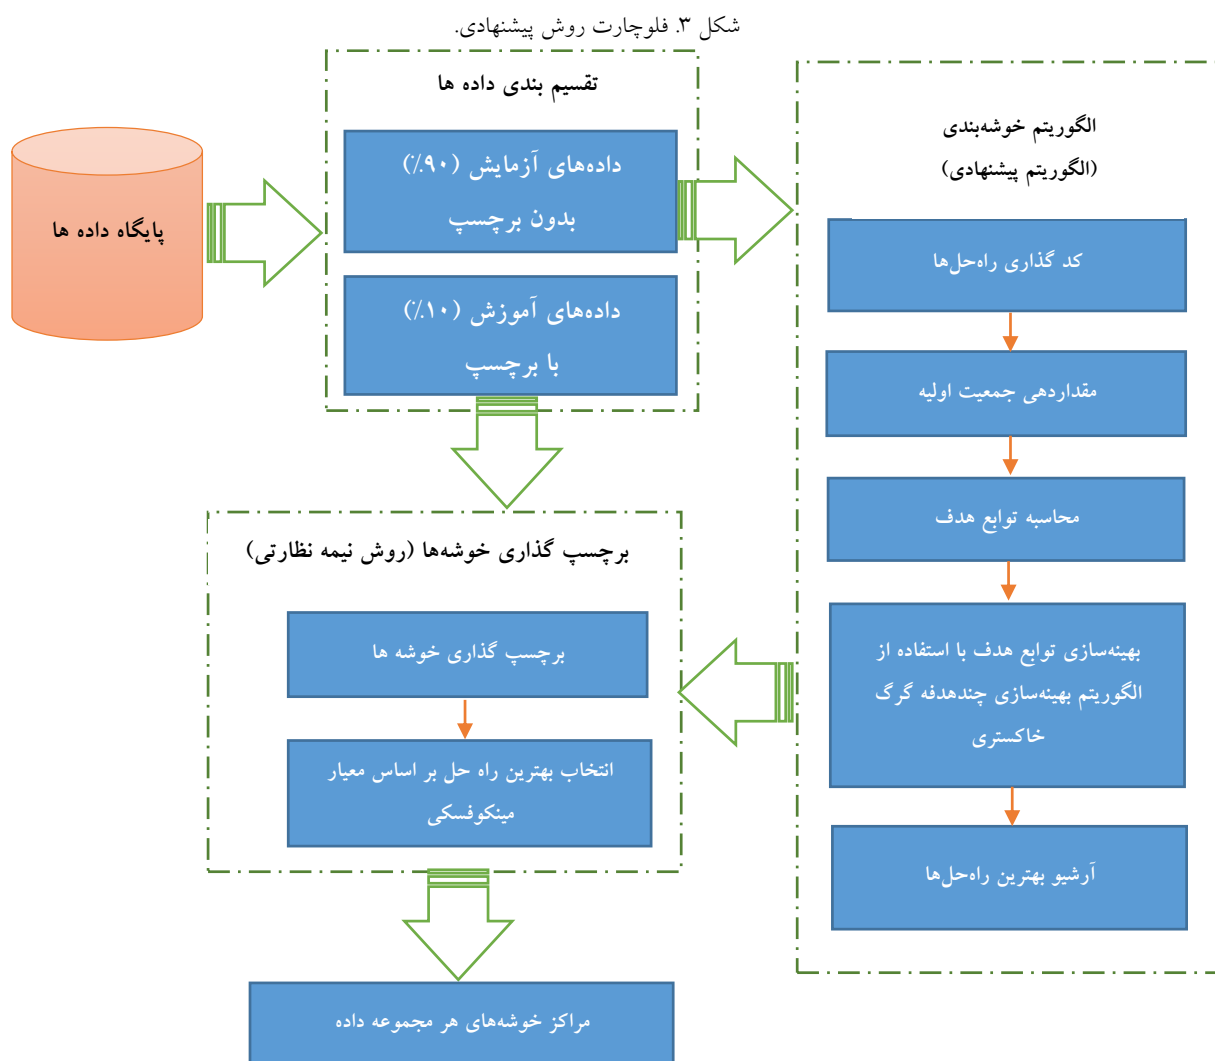 شکل ۳. فلوچارت روش پیشنهادی.
تقسیم بندی داده ها
داده‌های آزمایش (۹۰٪)
بدون برچسپ
داده‌های آموزش (۱۰٪)
با برچسپ
پایگاه داده ها
الگوریتم خوشه‌بندی
(الگوریتم پیشنهادی)
کد گذاری راه‌حل‌ها
مقداردهی جمعیت اولیه
محاسبه توابع هدف
بهینه‌سازی توابع هدف با استفاده از
الگوریتم بهینه‌سازی چندهدفه گرگ
خاکستری
آرشیو بهترین راه‌حل‌ها
برچسپ گذاری خوشه‌ها (روش نیمه نظارتی)
برچسپ گذاری خوشه ها
انتخاب بهترین راه حل بر اساس معیار
مینکوفسکی
مراکز خوشه‌های هر مجموعه داده